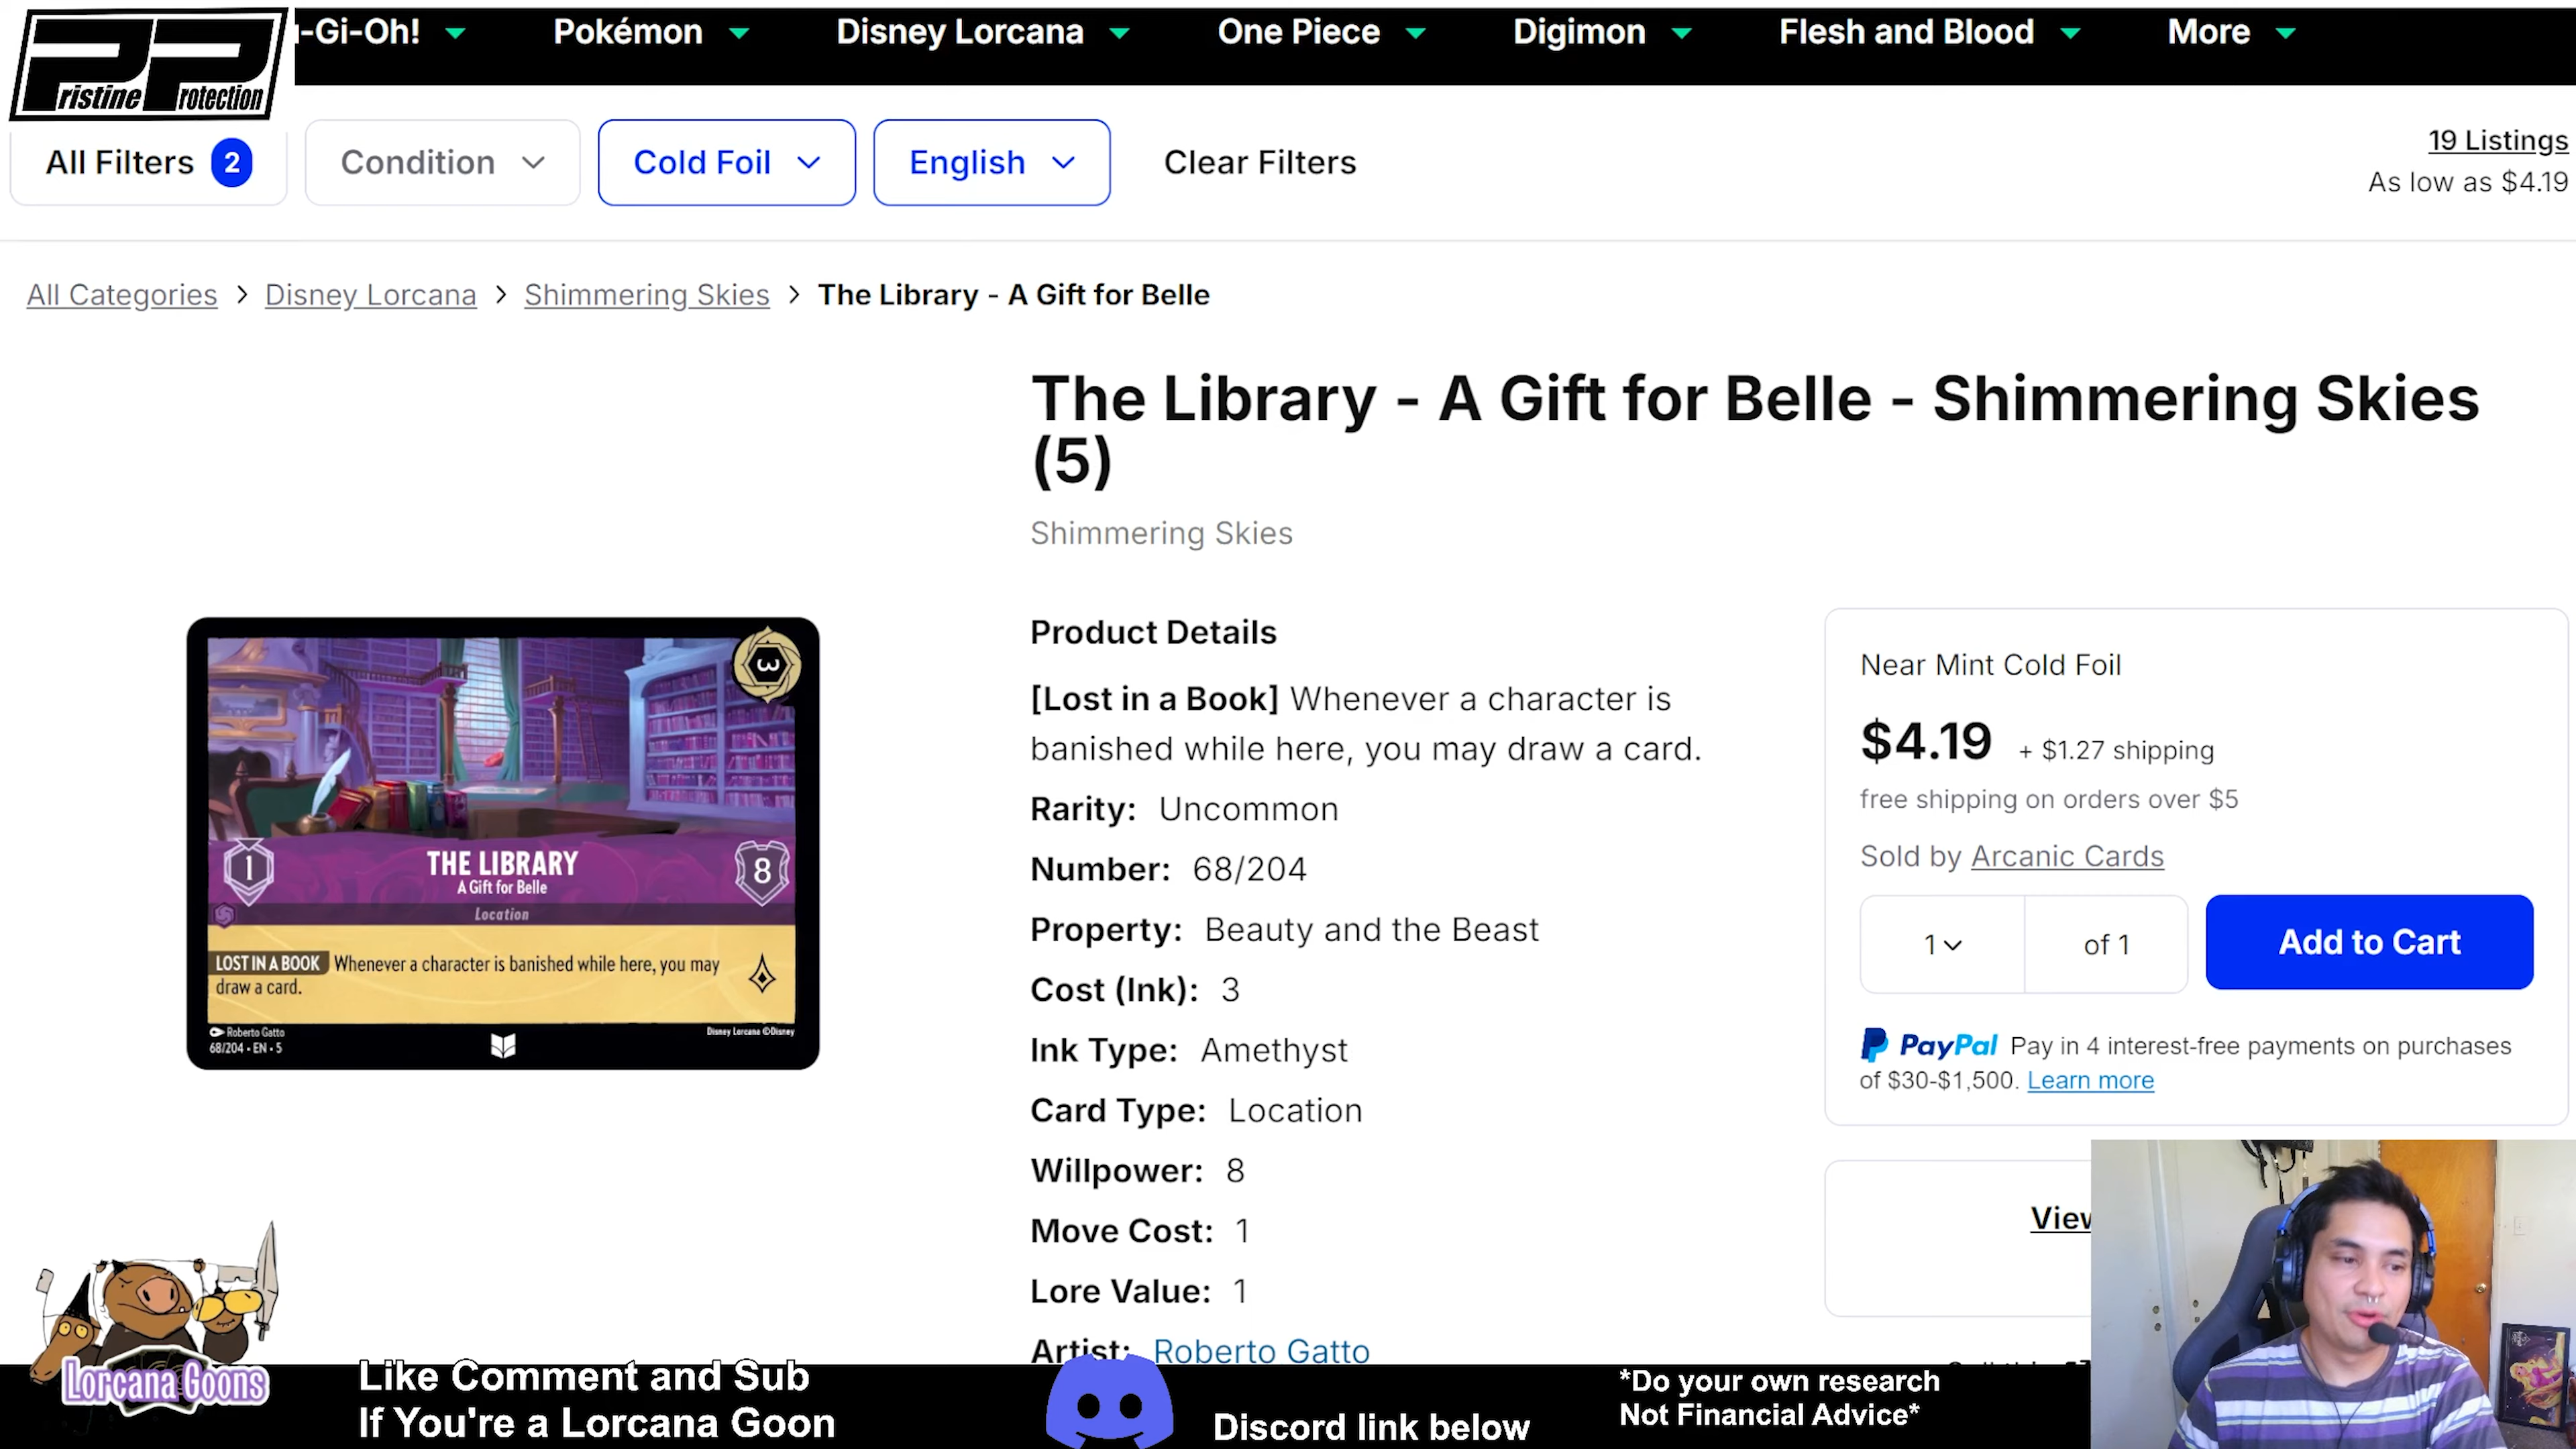 Pristine Protection
-Gi-Oh!
Pokémon
Disney Lorcana
One Piece
Digimon
Flesh and Blood
More
All Filters 2
Condition
Cold Foil
English
Clear Filters
19 Listings
As low as $4.19
All Categories > Disney Lorcana > Shimmering Skies > The Library - A Gift for Belle
The Library - A Gift for Belle - Shimmering Skies
(5)
Shimmering Skies
3
1
THE LIBRARY
A Gift for Belle
8
Location
LOST IN A BOOK Whenever a character is banished while here, you may
draw a card.
Roberto Gatto
68/204 • EN • 5
Disney Lorcana ©Disney
Product Details
[Lost in a Book] Whenever a character is
banished while here, you may draw a card.
Rarity: Uncommon
Number: 68/204
Property: Beauty and the Beast
Cost (Ink): 3
Ink Type: Amethyst
Card Type: Location
Willpower: 8
Move Cost: 1
Lore Value: 1
Artist: Roberto Gatto
Near Mint Cold Foil
$4.19 + $1.27 shipping
free shipping on orders over $5
Sold by Arcanic Cards
1 of 1
Add to Cart
PayPal Pay in 4 interest-free payments on purchases
of $30-$1,500. Learn more
View
Lorcana Goons
Like Comment and Sub
If You're a Lorcana Goon
Discord link below
*Do your own research
Not Financial Advice*